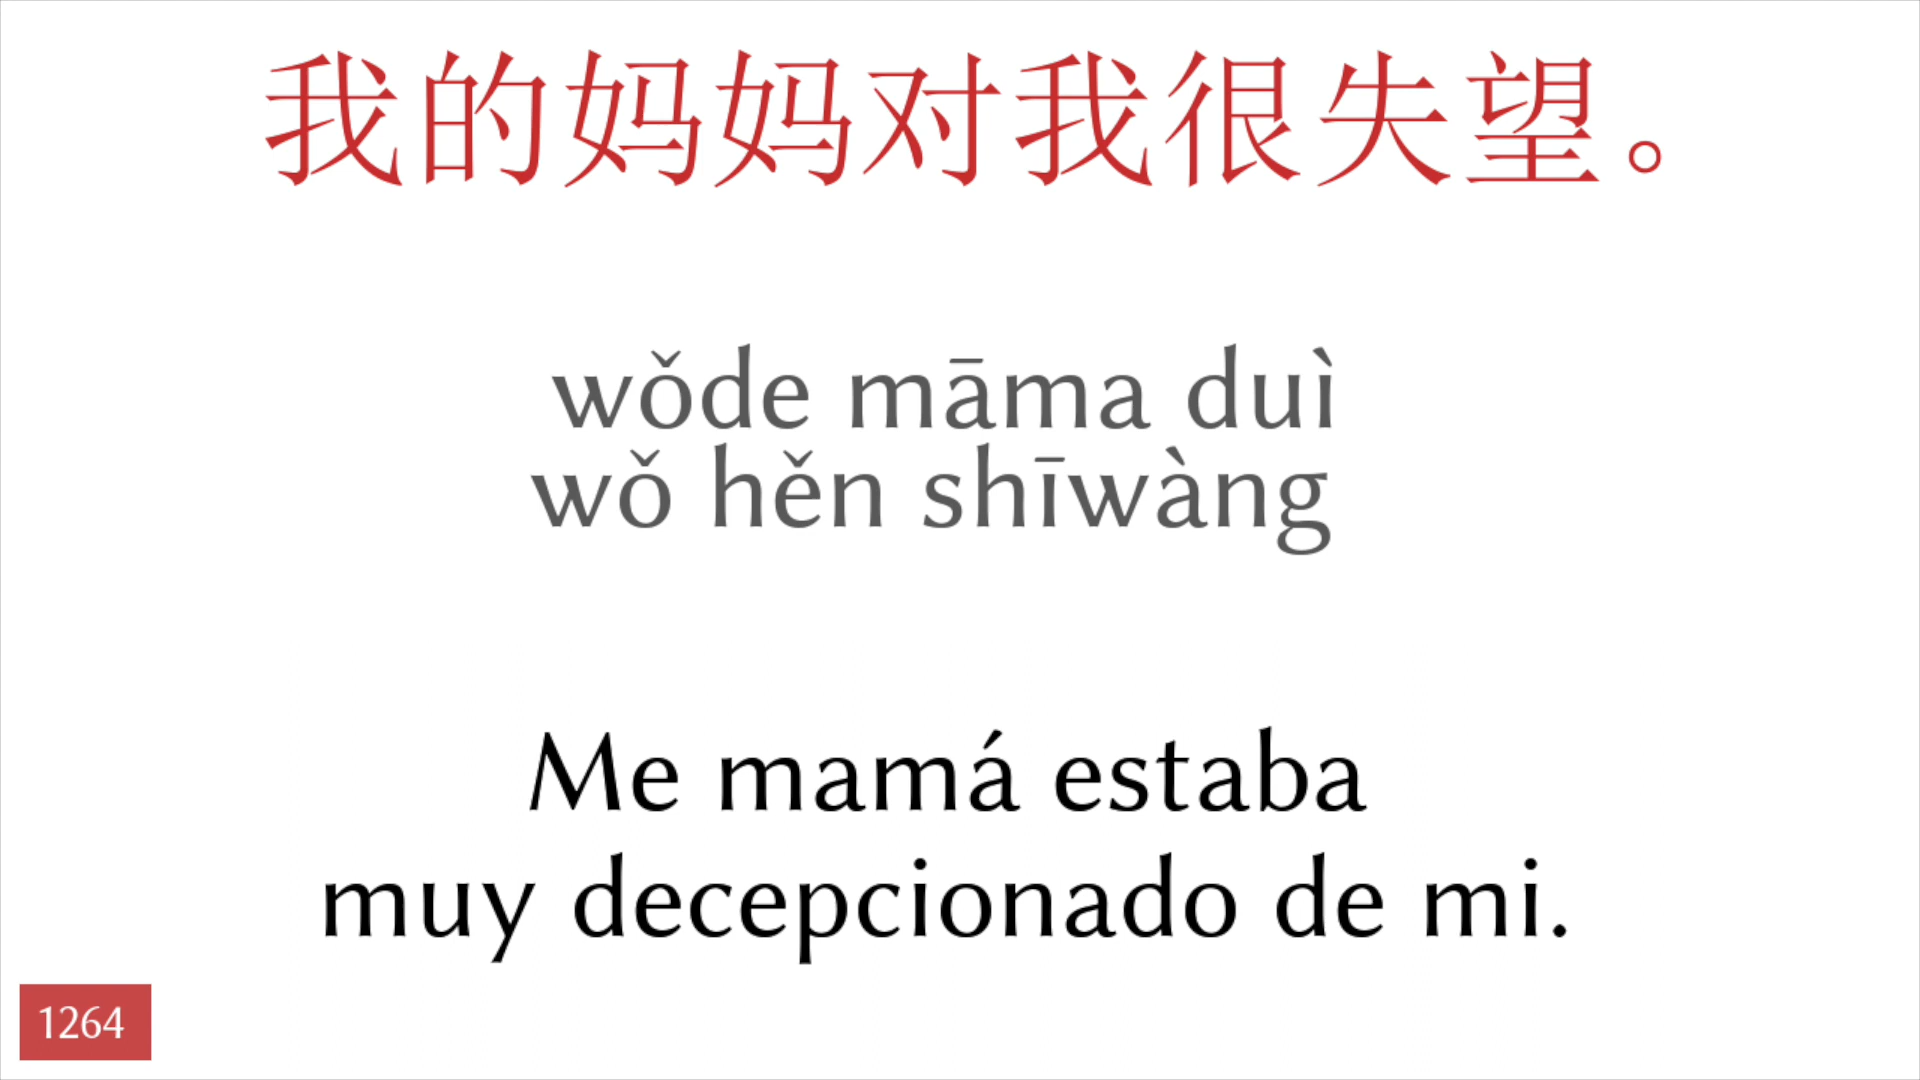 我的妈妈对我很失望。
wǒde māma duì
wǒ hěn shīwàng
Me mamá estaba
muy decepcionado de mi.
1264